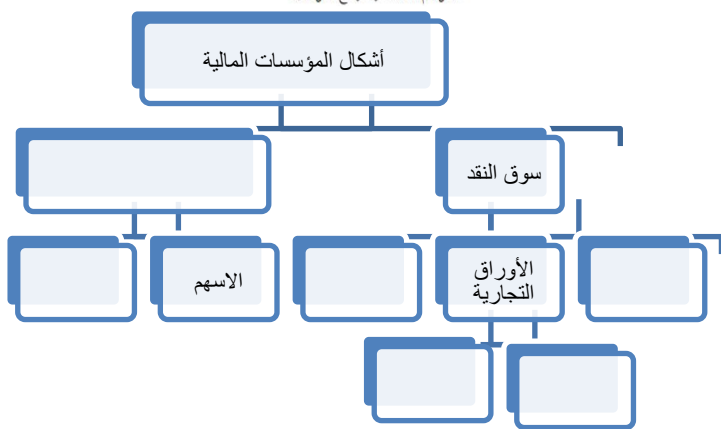 أشكال المؤسسات المالية
سوق النقد
الاسهم
الأوراق
التجارية